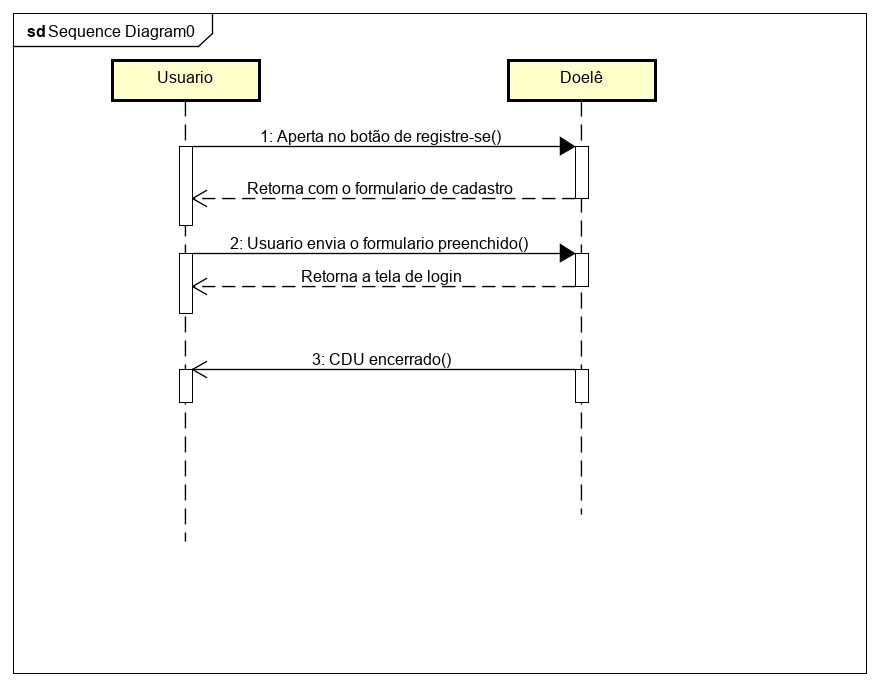 sd Sequence Diagram0
Usuario
Doelê
1: Aperta no botão de registre-se()
Retorna com o formulario de cadastro
2: Usuario envia o formulario preenchido()
Retorna a tela de login
3: CDU encerrado()